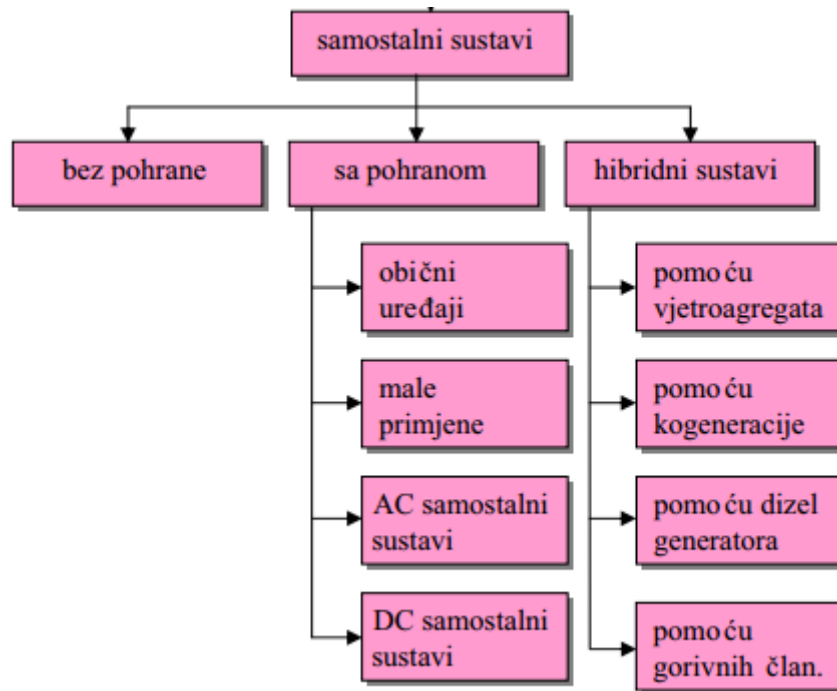 samostalni sustavi
bez pohrane
sa pohranom
hibridni sustavi
obični
uređaji
male
primjene
AC samostalni
sustavi
DC samostalni
sustavi
pomoću
vjetroagregata
pomoću
kogeneracije
pomoću dizel
generatora
pomoću
gorivnih član.